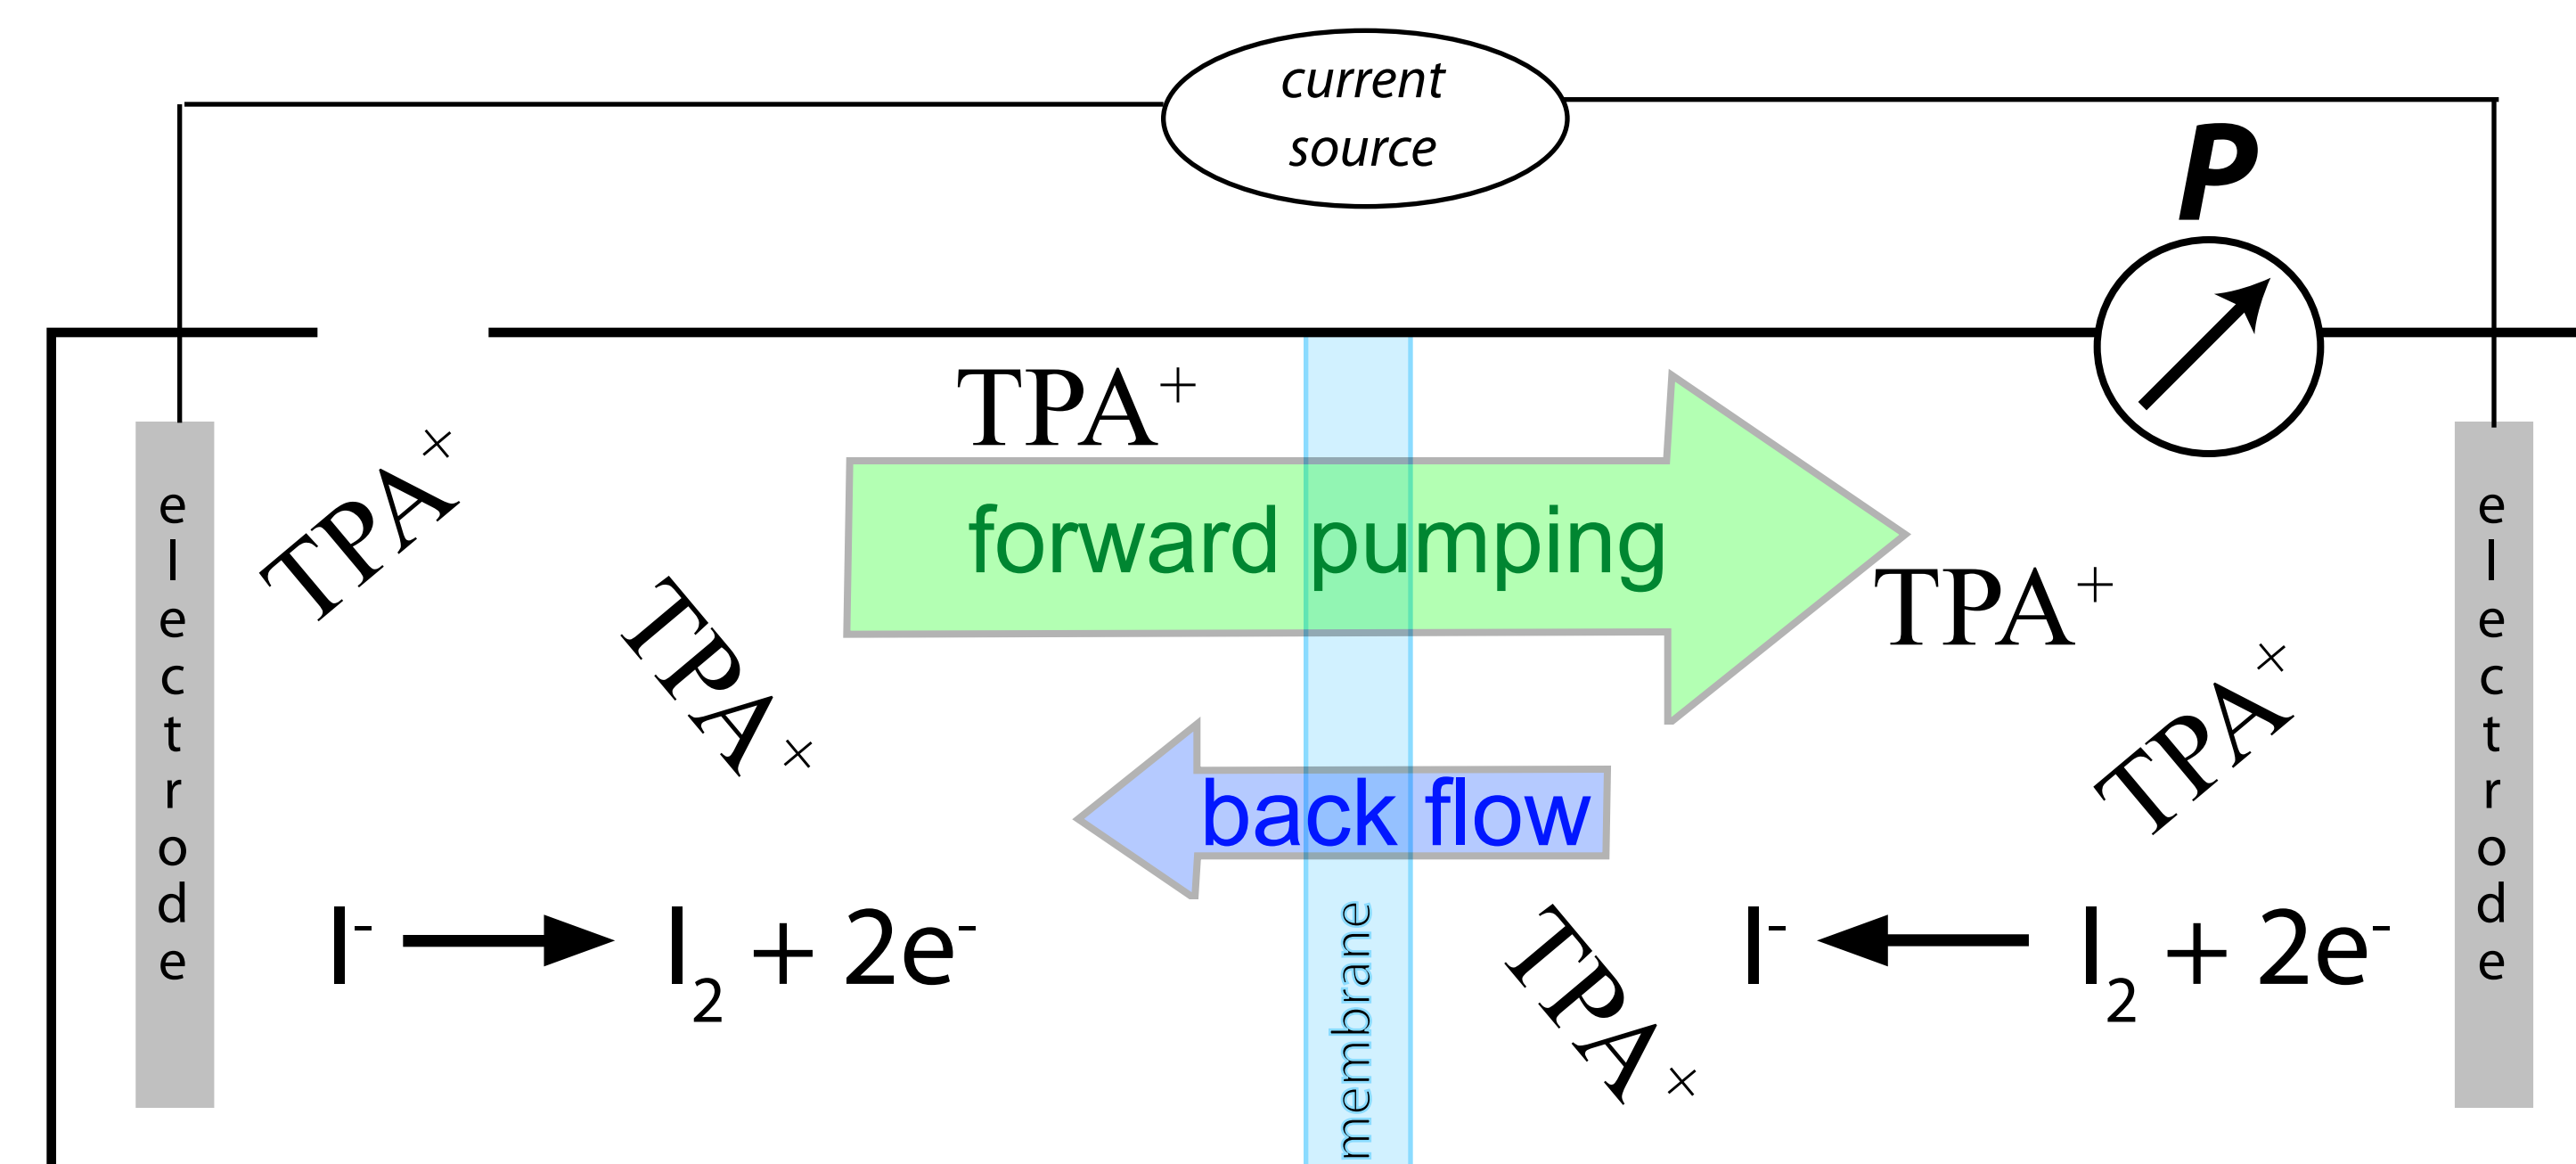 current
source
P
TPA⁺
TPA⁺
electrode
forward pumping
electrode
TPA⁺
TPA⁺
TPA⁺
back flow
I⁻ → I₂ + 2e⁻
membrane
TPA⁺
I⁻ ← I₂ + 2e⁻